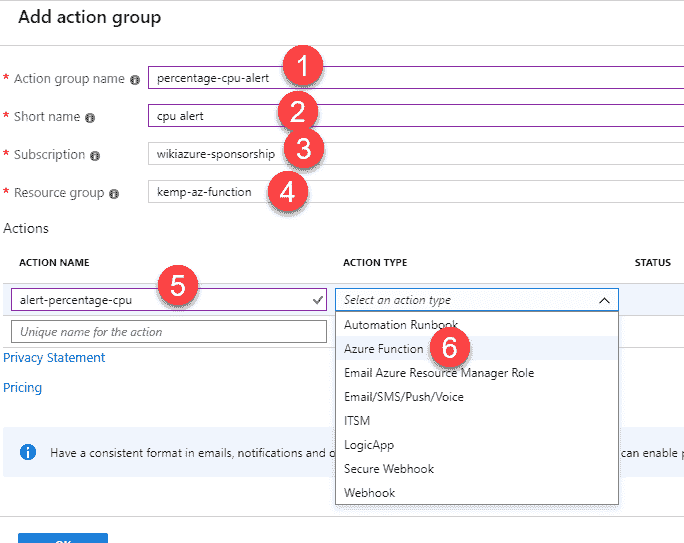 Add action group
* Action group name percentage-cpu-alert 1
* Short name cpu alert 2
* Subscription wikiazure-sponsorship 3
* Resource group kemp-az-function 4
Actions
ACTION NAME ACTION TYPE STATUS
alert-percentage-cpu 5 Select an action type
Unique name for the action Automation Runbook
Privacy Statement Azure Function 6
Email Azure Resource Manager Role
Pricing Email/SMS/Push/Voice
ITSM
Have a consistent format in emails, notifications and LogicApp can enable
Secure Webhook
Webhook